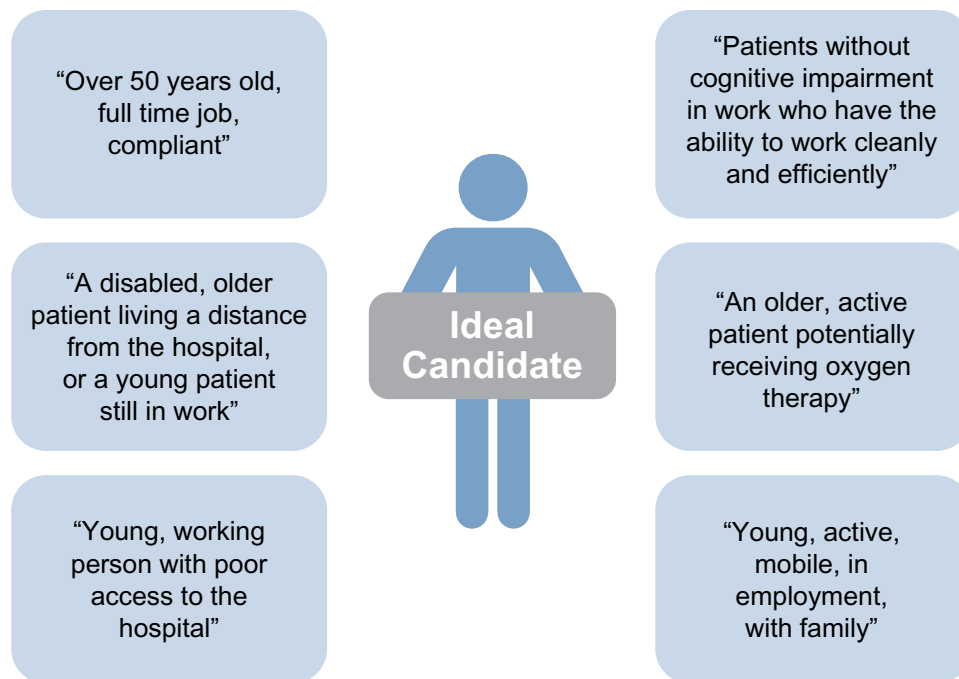 “Over 50 years old,
full time job,
compliant”
“A disabled, older
patient living a distance
from the hospital,
or a young patient
still in work”
“Young, working
person with poor
access to the
hospital”
Ideal
Candidate
“Patients without
cognitive impairment
in work who have the
ability to work cleanly
and efficiently”
“An older, active
patient potentially
receiving oxygen
therapy”
“Young, active,
mobile, in
employment,
with family”